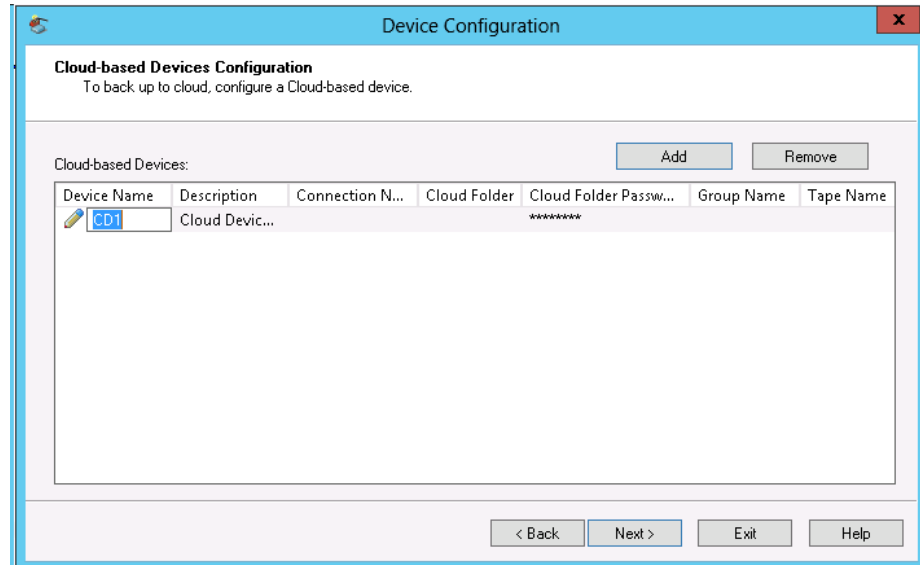 Device Configuration
x
Cloud-based Devices Configuration
To back up to cloud, configure a Cloud-based device.
Cloud-based Devices:
Add
Remove
Device Name Description Connection N... Cloud Folder Cloud Folder Passw... Group Name Tape Name
CD1 Cloud Devic... ********
< Back Next > Exit Help